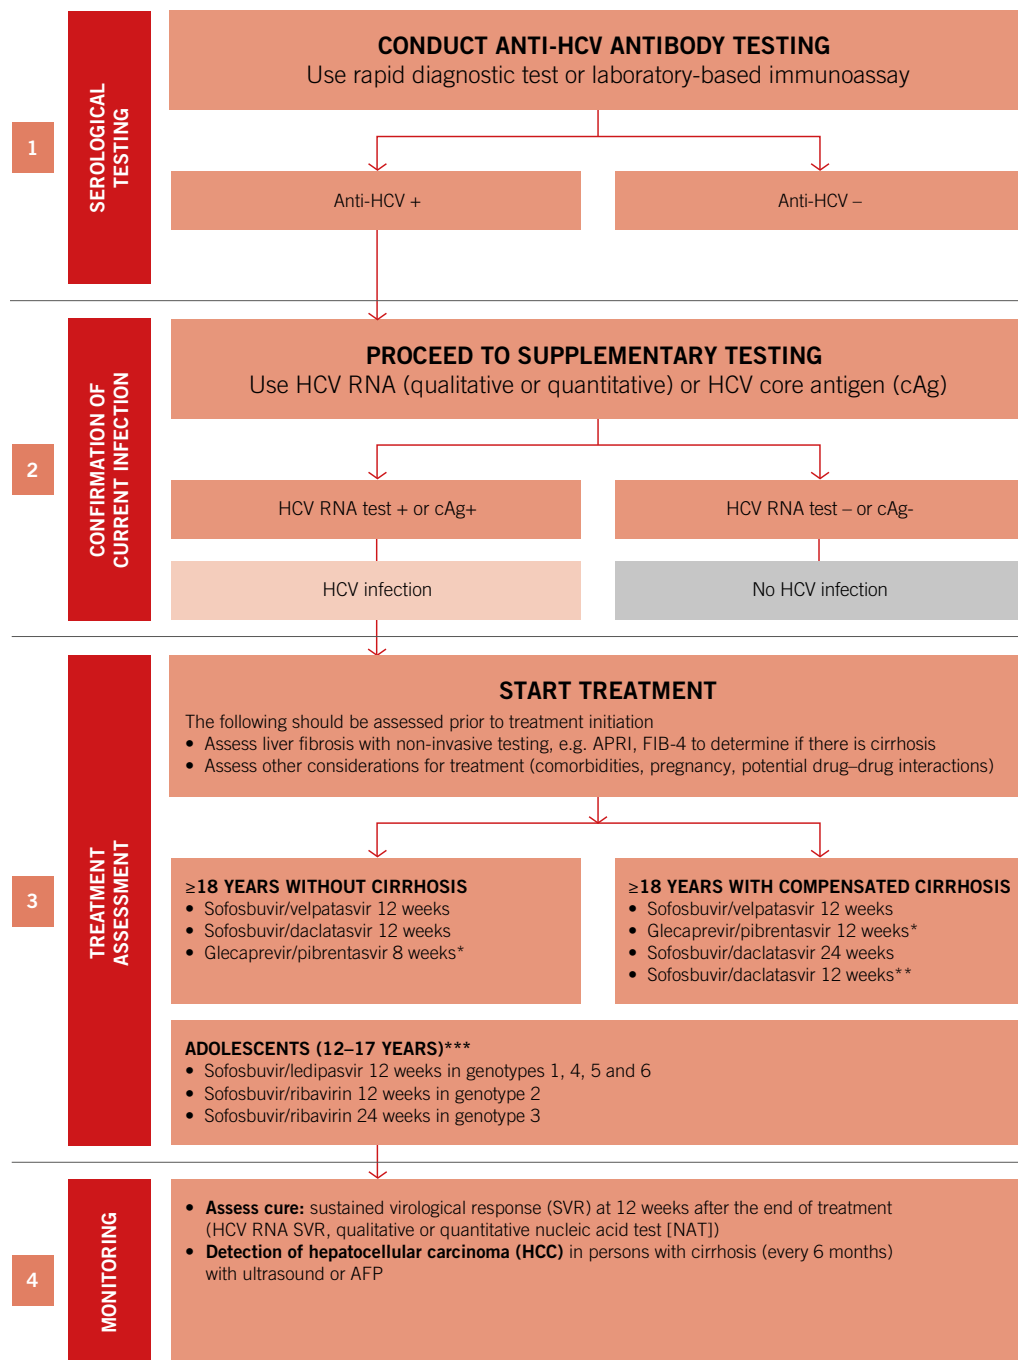 1
SEROLOGICAL
TESTING
CONDUCT ANTI-HCV ANTIBODY TESTING
Use rapid diagnostic test or laboratory-based immunoassay
Anti-HCV +
Anti-HCV –
2
CONFIRMATION OF
CURRENT INFECTION
PROCEED TO SUPPLEMENTARY TESTING
Use HCV RNA (qualitative or quantitative) or HCV core antigen (cAg)
HCV RNA test + or cAg+
HCV RNA test – or cAg-
HCV infection
No HCV infection
3
TREATMENT
ASSESSMENT
START TREATMENT
The following should be assessed prior to treatment initiation
• Assess liver fibrosis with non-invasive testing, e.g. APRI, FIB-4 to determine if there is cirrhosis
• Assess other considerations for treatment (comorbidities, pregnancy, potential drug–drug interactions)
≥18 YEARS WITHOUT CIRRHOSIS
• Sofosbuvir/velpatasvir 12 weeks
• Sofosbuvir/daclatasvir 12 weeks
• Glecaprevir/pibrentasvir 8 weeks*
≥18 YEARS WITH COMPENSATED CIRRHOSIS
• Sofosbuvir/velpatasvir 12 weeks
• Glecaprevir/pibrentasvir 12 weeks*
• Sofosbuvir/daclatasvir 24 weeks
• Sofosbuvir/daclatasvir 12 weeks**
ADOLESCENTS (12–17 YEARS)***
• Sofosbuvir/ledipasvir 12 weeks in genotypes 1, 4, 5 and 6
• Sofosbuvir/ribavirin 12 weeks in genotype 2
• Sofosbuvir/ribavirin 24 weeks in genotype 3
4
MONITORING
• Assess cure: sustained virological response (SVR) at 12 weeks after the end of treatment
(HCV RNA SVR, qualitative or quantitative nucleic acid test [NAT])
• Detection of hepatocellular carcinoma (HCC) in persons with cirrhosis (every 6 months)
with ultrasound or AFP